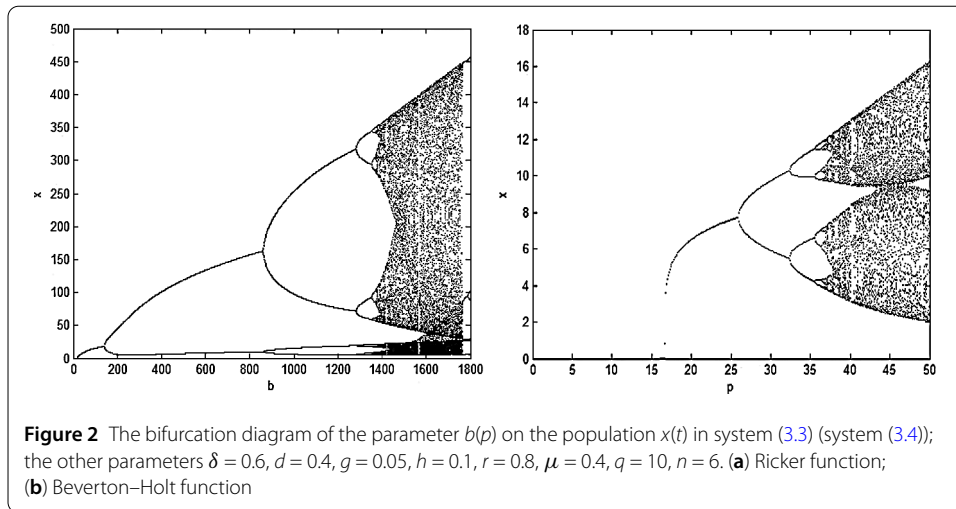 500
450
400
350
300
250
200
150
100
50
0
x
0 200 400 600 800 1000 1200 1400 1600 1800
b
18
16
14
12
10
8
6
4
2
0
x
0 5 10 15 20 25 30 35 40 45 50
p
Figure 2 The bifurcation diagram of the parameter b(p) on the population x(t) in system (3.3) (system (3.4));
the other parameters δ = 0.6, d = 0.4, g = 0.05, h = 0.1, r = 0.8, μ = 0.4, q = 10, n = 6. (a) Ricker function;
(b) Beverton–Holt function